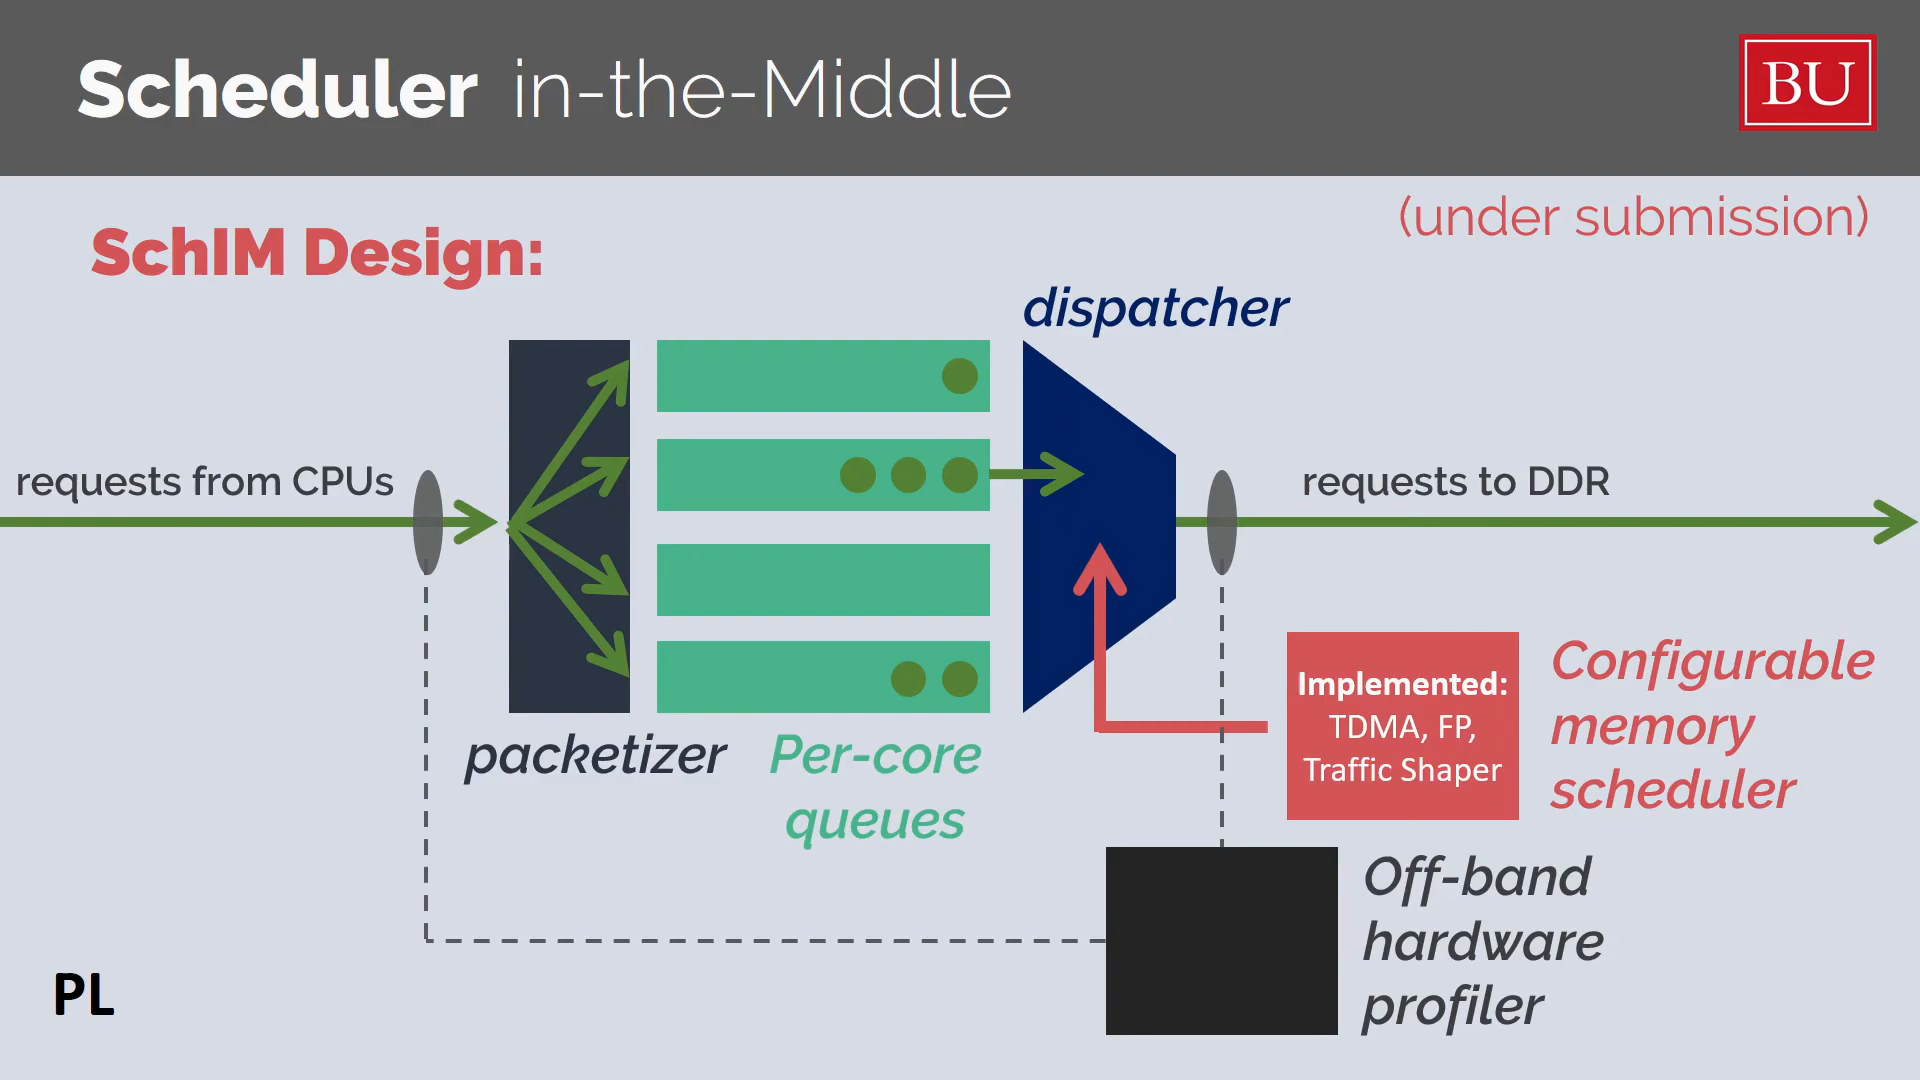 Scheduler in-the-Middle
BU
(under submission)
SchIM Design:
dispatcher
requests from CPUs
requests to DDR
packetizer
Per-core
queues
Implemented:
TDMA, FP,
Traffic Shaper
Configurable
memory
scheduler
Off-band
hardware
profiler
PL